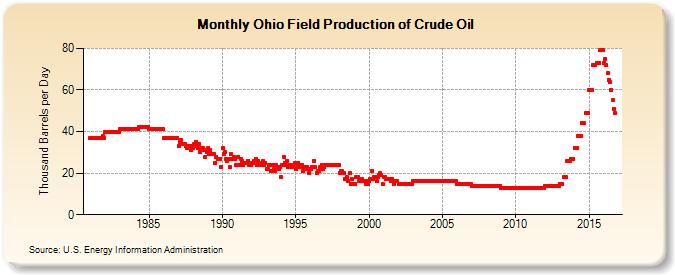 Monthly Ohio Field Production of Crude Oil
Thousand Barrels per Day
80
60
40
20
0
1985 1990 1995 2000 2005 2010 2015
Source: U.S. Energy Information Administration